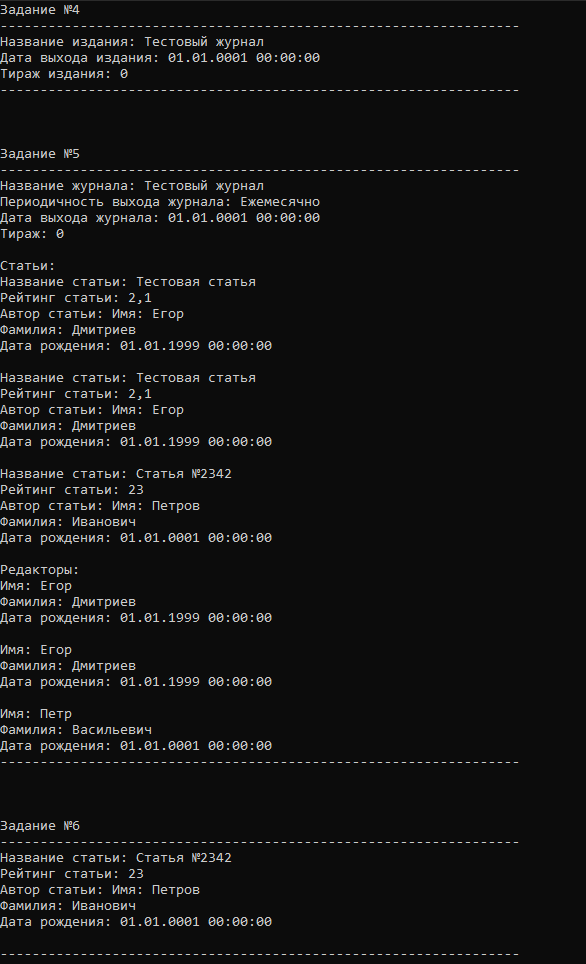 Задание №4
-----------------------------------------------------------------
Название издания: Тестовый журнал
Дата выхода издания: 01.01.0001 00:00:00
Тираж издания: 0
-----------------------------------------------------------------
Задание №5
-----------------------------------------------------------------
Название журнала: Тестовый журнал
Периодичность выхода журнала: Ежемесячно
Дата выхода журнала: 01.01.0001 00:00:00
Тираж: 0
Статьи:
Название статьи: Тестовая статья
Рейтинг статьи: 2,1
Автор статьи: Имя: Егор
Фамилия: Дмитриев
Дата рождения: 01.01.1999 00:00:00
Название статьи: Тестовая статья
Рейтинг статьи: 2,1
Автор статьи: Имя: Егор
Фамилия: Дмитриев
Дата рождения: 01.01.1999 00:00:00
Название статьи: Статья №2342
Рейтинг статьи: 23
Автор статьи: Имя: Петров
Фамилия: Иванович
Дата рождения: 01.01.0001 00:00:00
Редакторы:
Имя: Егор
Фамилия: Дмитриев
Дата рождения: 01.01.1999 00:00:00
Имя: Егор
Фамилия: Дмитриев
Дата рождения: 01.01.1999 00:00:00
Имя: Петр
Фамилия: Васильевич
Дата рождения: 01.01.0001 00:00:00
-----------------------------------------------------------------
Задание №6
-----------------------------------------------------------------
Название статьи: Статья №2342
Рейтинг статьи: 23
Автор статьи: Имя: Петров
Фамилия: Иванович
Дата рождения: 01.01.0001 00:00:00
-----------------------------------------------------------------